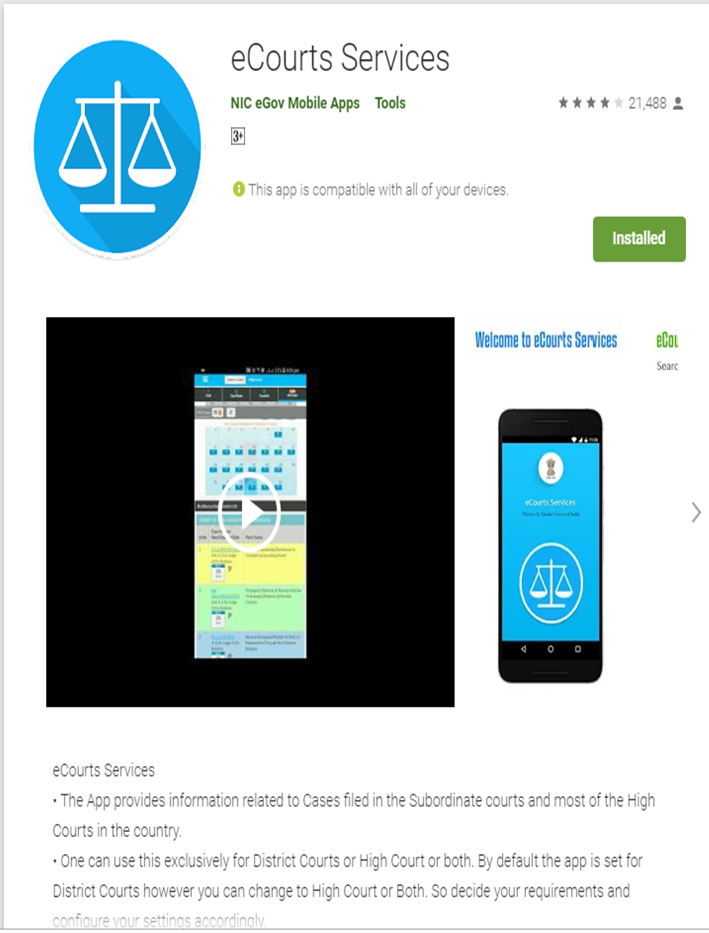 eCourts Services
NIC eGov Mobile Apps Tools 21,488
3+
This app is compatible with all of your devices.
Installed
Welcome to eCourts Services
eCou
Searc
eCourts Services
eCourts Services
• The App provides information related to Cases filed in the Subordinate courts and most of the High
Courts in the country.
• One can use this exclusively for District Courts or High Court or both. By default the app is set for
District Courts however you can change to High Court or Both. So decide your requirements and
configure your settings accordingly.